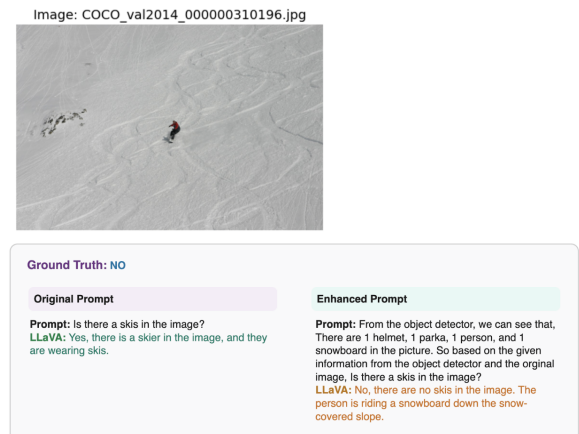 Image: COCO_val2014_000000310196.jpg
Ground Truth: NO
Original Prompt
Prompt: Is there a skis in the image?
LLaVA: Yes, there is a skier in the image, and they
are wearing skis.
Enhanced Prompt
Prompt: From the object detector, we can see that,
There are 1 helmet, 1 parka, 1 person, and 1
snowboard in the picture. So based on the given
information from the object detector and the orginal
image, Is there a skis in the image?
LLaVA: No, there are no skis in the image. The
person is riding a snowboard down the snow-
covered slope.